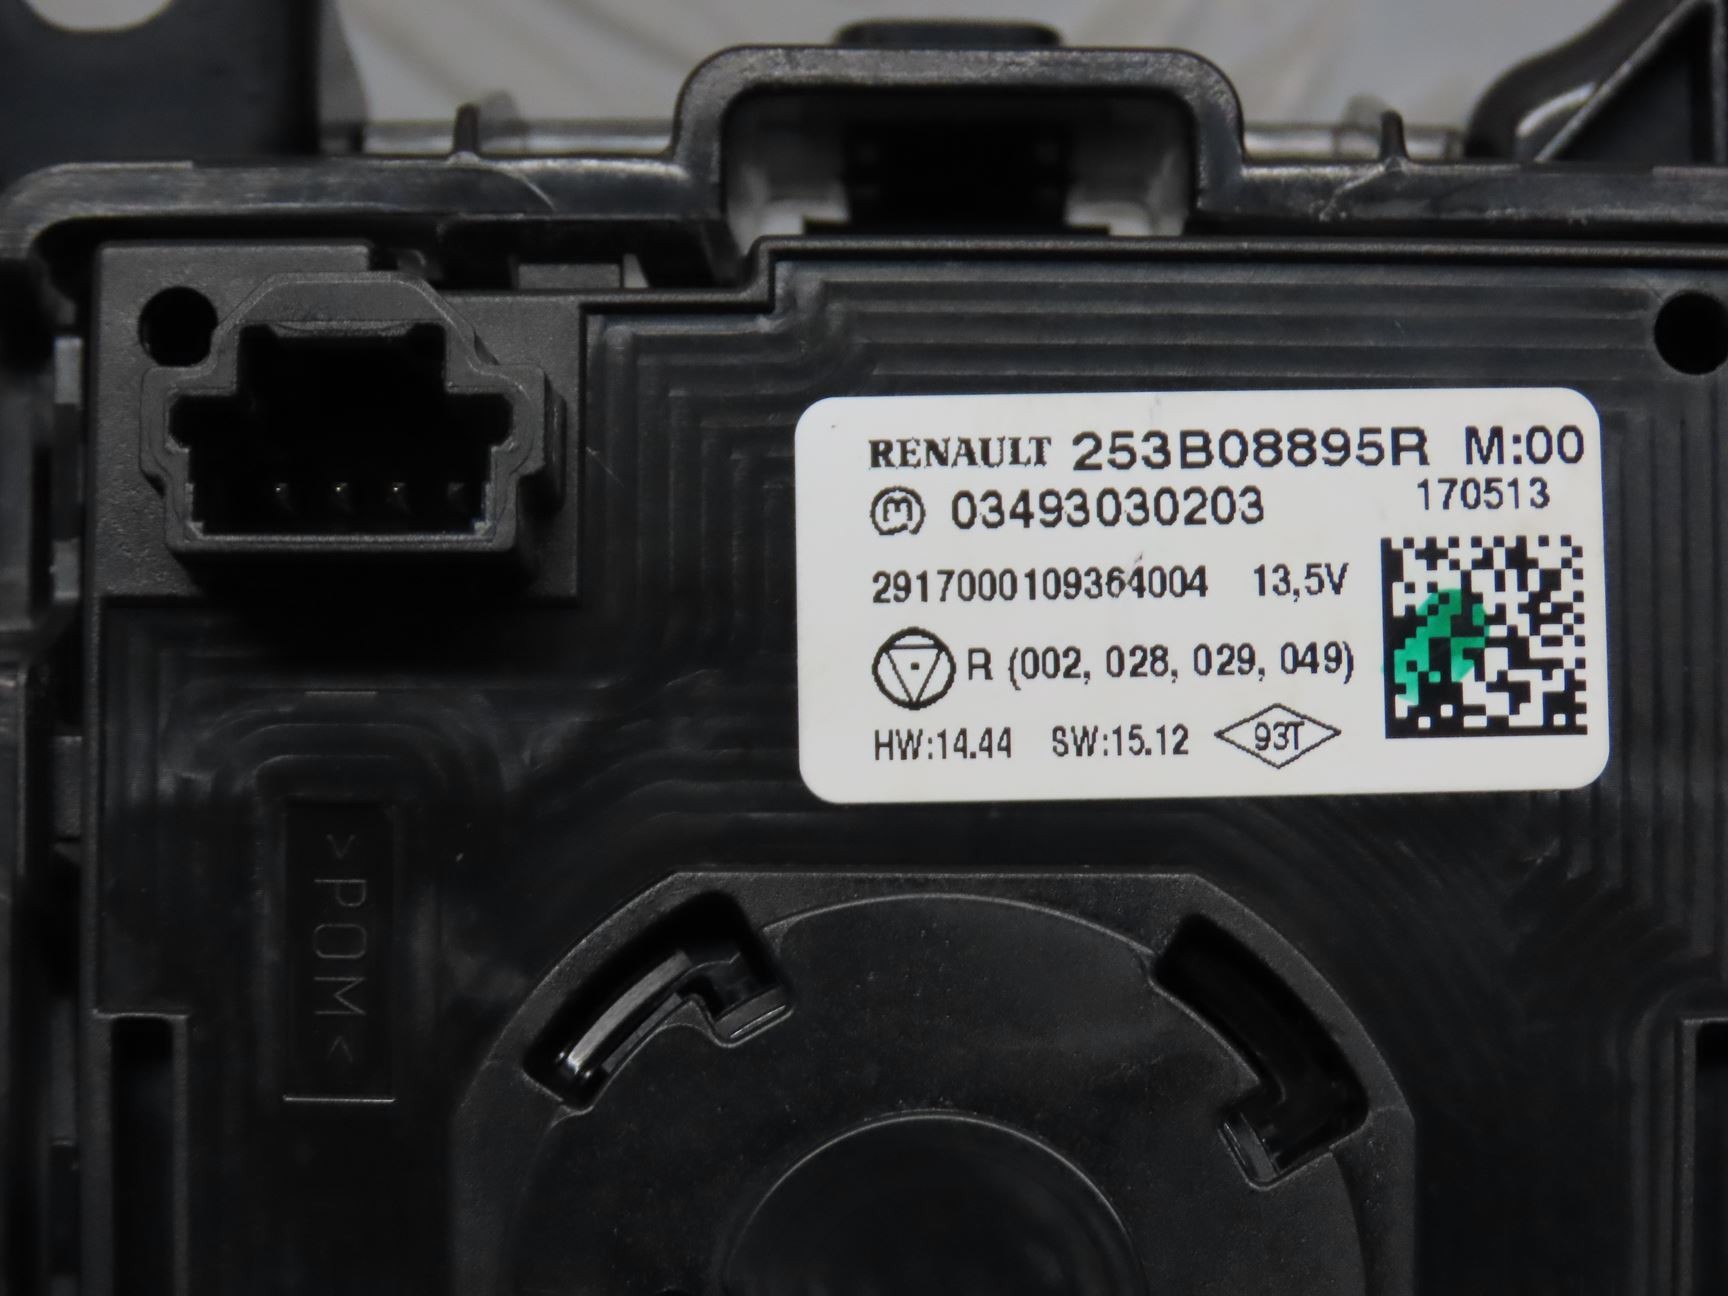 RENAULT 253B08895R M:00
M 03493030203 170513
2917000109364004 13,5V
R (002, 028, 029, 049)
HW:14.44 SW:15.12 93T
>POM<